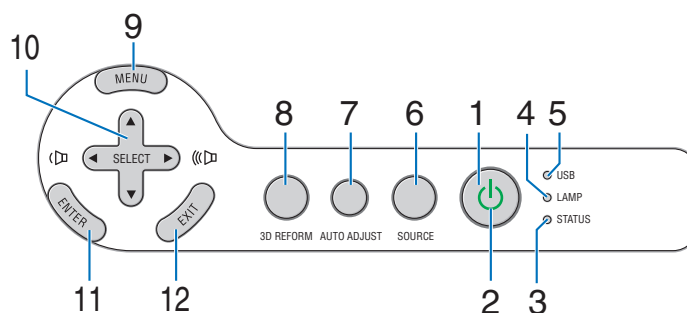 9
10
8
7
6
1
4
5
MENU
SELECT
USB
LAMP
STATUS
ENTER
EXIT
3D REFORM
AUTO ADJUST
SOURCE
11
12
2
3